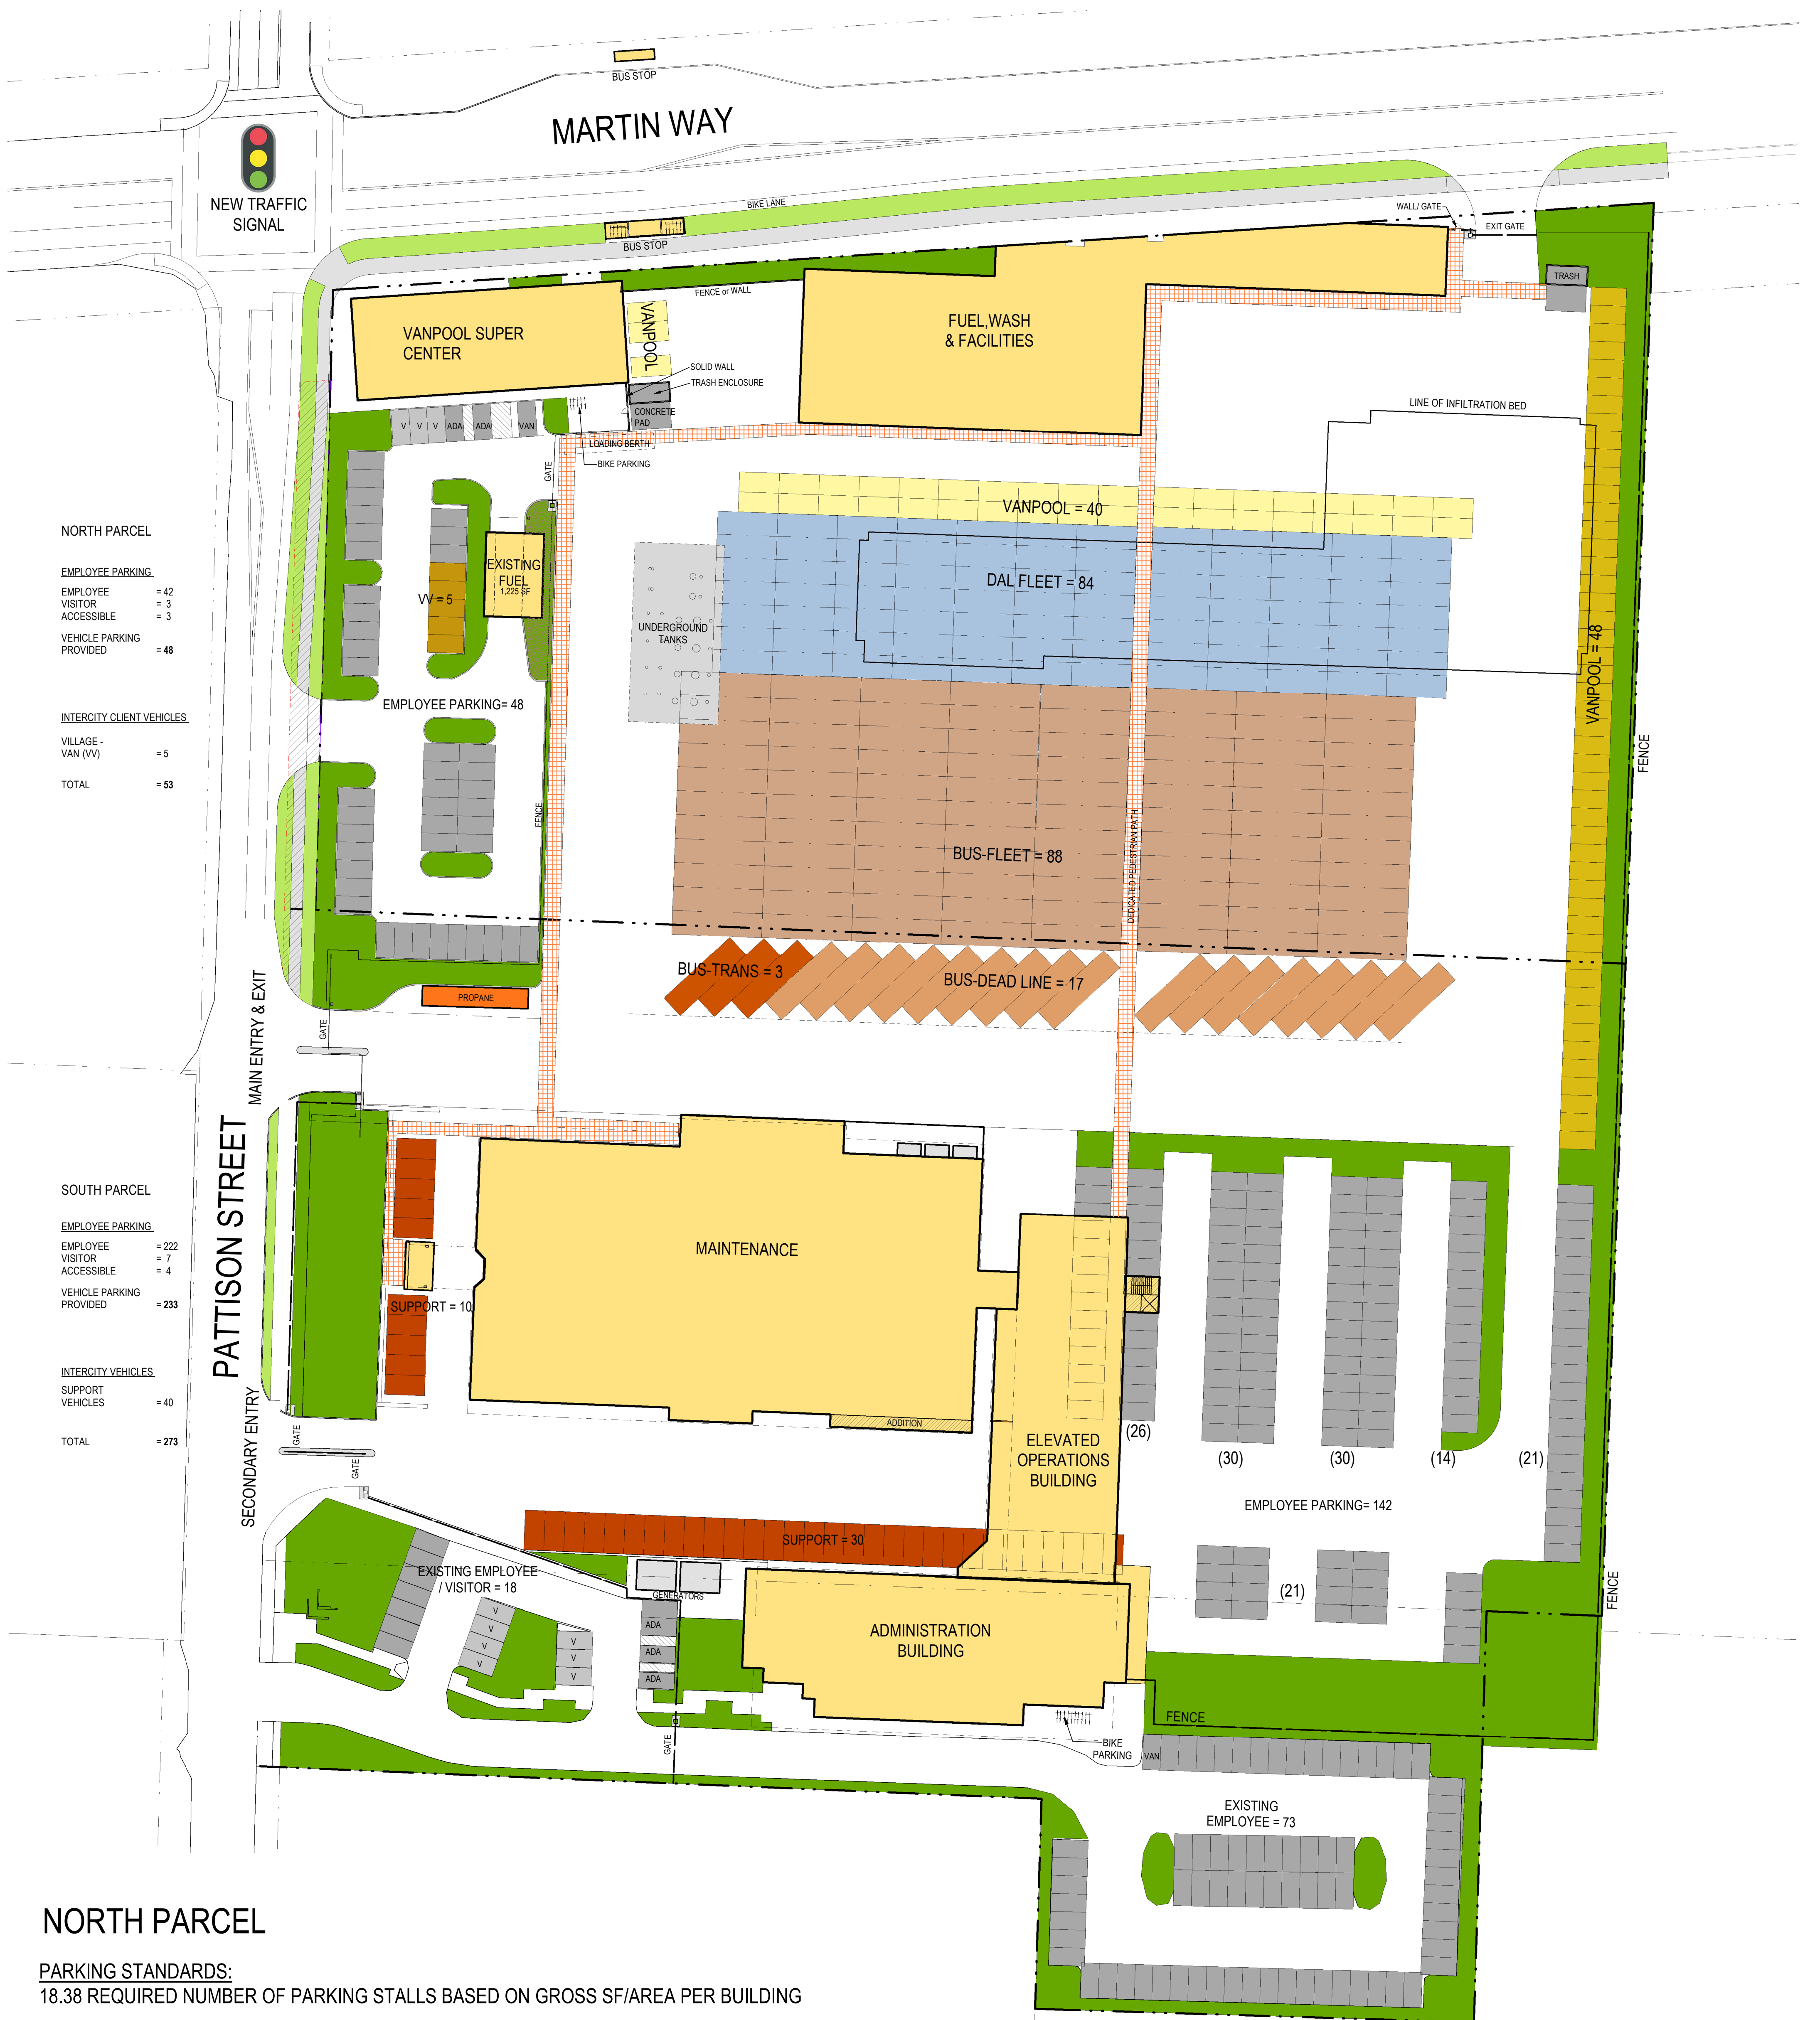 BUS STOP
MARTIN WAY
NEW TRAFFIC
SIGNAL
BIKE LANE
BUS STOP
WALL/ GATE
EXIT GATE
TRASH
FENCE or WALL
VANPOOL
VANPOOL SUPER
CENTER
FUEL,WASH
& FACILITIES
SOLID WALL
TRASH ENCLOSURE
CONCRETE
PAD
LINE OF INFILTRATION BED
V
V
V
ADA
ADA
VAN
LOADING BERTH
BIKE PARKING
GATE
VANPOOL = 40
NORTH PARCEL
EMPLOYEE PARKING
EMPLOYEE = 42
VISITOR = 3
ACCESSIBLE = 3
VEHICLE PARKING
PROVIDED = 48
INTERCITY CLIENT VEHICLES
VILLAGE -
VAN (VV) = 5
TOTAL = 53
EXISTING
FUEL
1,225 SF
VV = 5
DAL FLEET = 84
UNDERGROUND
TANKS
VANPOOL = 48
FENCE
EMPLOYEE PARKING= 48
FENCE
BUS-FLEET = 88
DEDICATED PEDESTRIAN PATH
BUS-TRANS = 3
BUS-DEAD LINE = 17
PROPANE
MAIN ENTRY & EXIT
GATE
PATTISON STREET
SOUTH PARCEL
EMPLOYEE PARKING
EMPLOYEE = 222
VISITOR = 7
ACCESSIBLE = 4
VEHICLE PARKING
PROVIDED = 233
INTERCITY VEHICLES
SUPPORT
VEHICLES = 40
TOTAL = 273
MAINTENANCE
SUPPORT = 10
ADDITION
SECONDARY ENTRY
GATE
GATE
ELEVATED
OPERATIONS
BUILDING
(26)
(30)
(30)
(14)
(21)
EMPLOYEE PARKING= 142
SUPPORT = 30
EXISTING EMPLOYEE
/ VISITOR = 18
GENERATORS
(21)
FENCE
V
V
V
V
V
V
V
ADA
ADA
ADA
ADMINISTRATION
BUILDING
GATE
FENCE
BIKE
PARKING
VAN
EXISTING
EMPLOYEE = 73
NORTH PARCEL
PARKING STANDARDS:
18.38 REQUIRED NUMBER OF PARKING STALLS BASED ON GROSS SF/AREA PER BUILDING